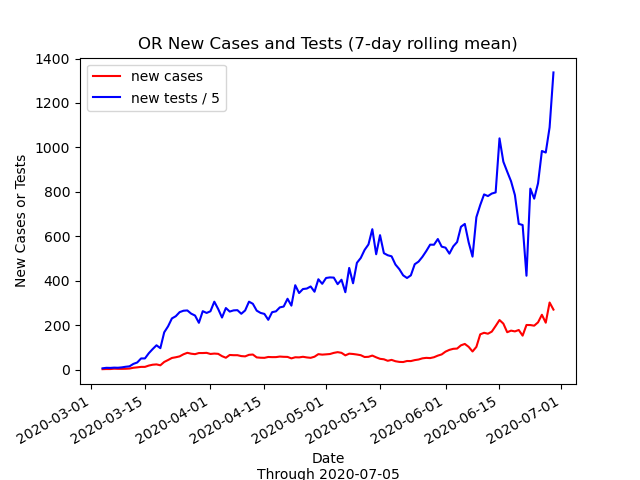 OR New Cases and Tests (7-day rolling mean)
new cases
new tests / 5
New Cases or Tests
1400
1200
1000
800
600
400
200
0
2020-03-01
2020-03-15
2020-04-01
2020-04-15
2020-05-01
2020-05-15
2020-06-01
2020-06-15
2020-07-01
Date
Through 2020-07-05